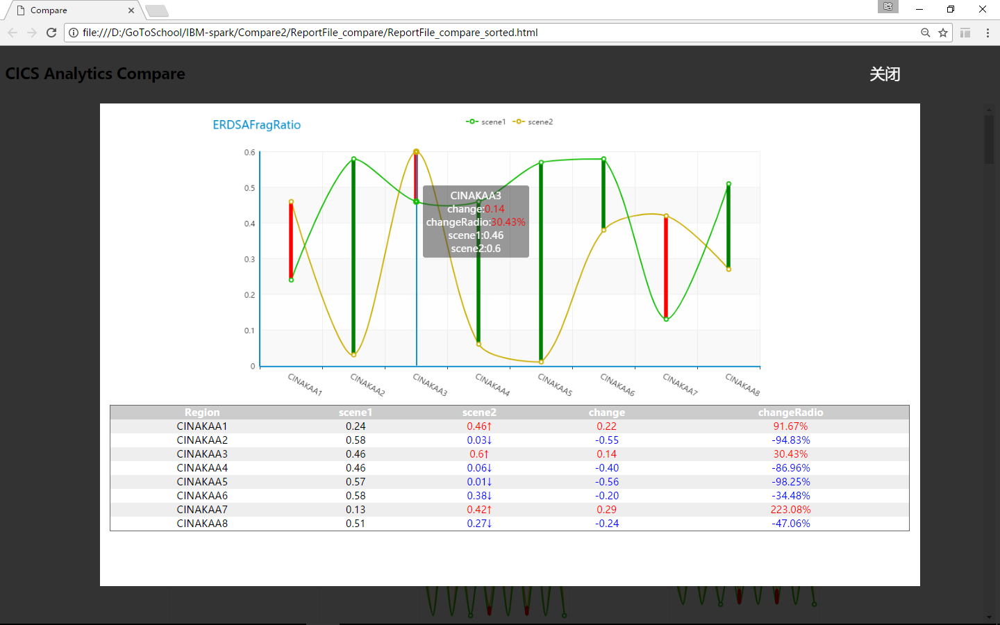 Compare
file:///D:/GoToSchool/IBM-spark/Compare2/ReportFile_compare/ReportFile_compare_sorted.html
CICS Analytics Compare
关闭
ERDSAFragRatio
scene1 scene2
0.6
0.5
0.4
0.3
0.2
0.1
0
CINAKAA3
change:0.14
changeRadio:30.43%
scene1:0.46
scene2:0.6
CINAKAA1 CINAKAA2 CINAKAA3 CINAKAA4 CINAKAA5 CINAKAA6 CINAKAA7 CINAKAA8
Region scene1 scene2 change changeRadio
CINAKAA1 0.24 0.46↑ 0.22 91.67%
CINAKAA2 0.58 0.03↓ -0.55 -94.83%
CINAKAA3 0.46 0.6↑ 0.14 30.43%
CINAKAA4 0.46 0.06↓ -0.40 -86.96%
CINAKAA5 0.57 0.01↓ -0.56 -98.25%
CINAKAA6 0.58 0.38↓ -0.20 -34.48%
CINAKAA7 0.13 0.42↑ 0.29 223.08%
CINAKAA8 0.51 0.27↓ -0.24 -47.06%